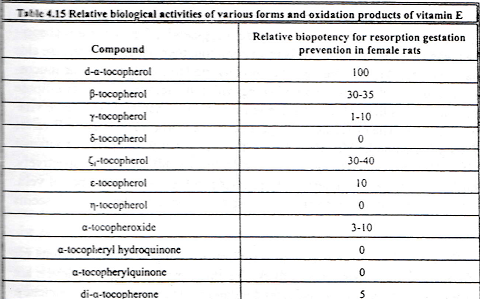 Table 4.15 Relative biological activities of various forms and oxidation products of vitamin E
Compound
Relative biopotency for resorption gestation
prevention in female rats
d-α-tocopherol 100
β-tocopherol 30-35
γ-tocopherol 1-10
δ-tocopherol 0
ζ₁-tocopherol 30-40
ε-tocopherol 10
η-tocopherol 0
α-tocopheroxide 3-10
α-tocopheryl hydroquinone 0
α-tocopherylquinone 0
di-α-tocopherone 5